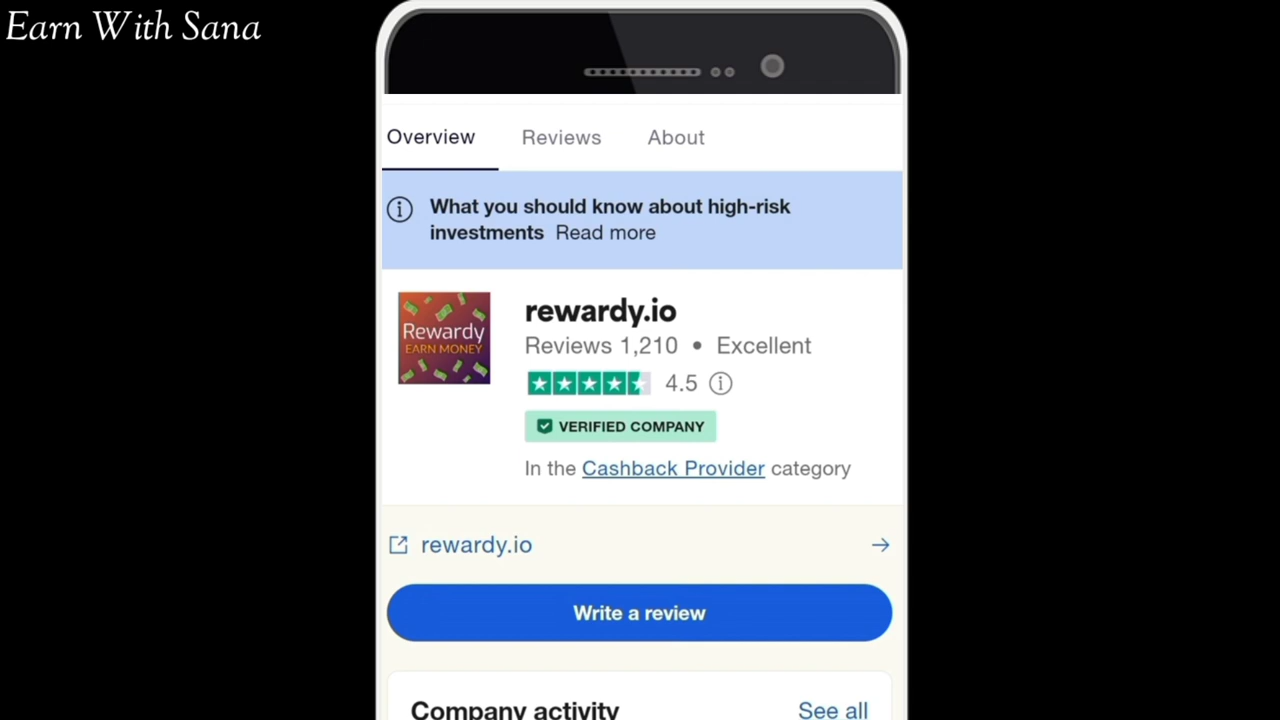 Earn With Sana
Overview Reviews About
What you should know about high-risk
investments Read more
Rewardy
EARN MONEY
rewardy.io
Reviews 1,210 • Excellent
4.5
VERIFIED COMPANY
In the Cashback Provider category
rewardy.io
Write a review
Company activity See all